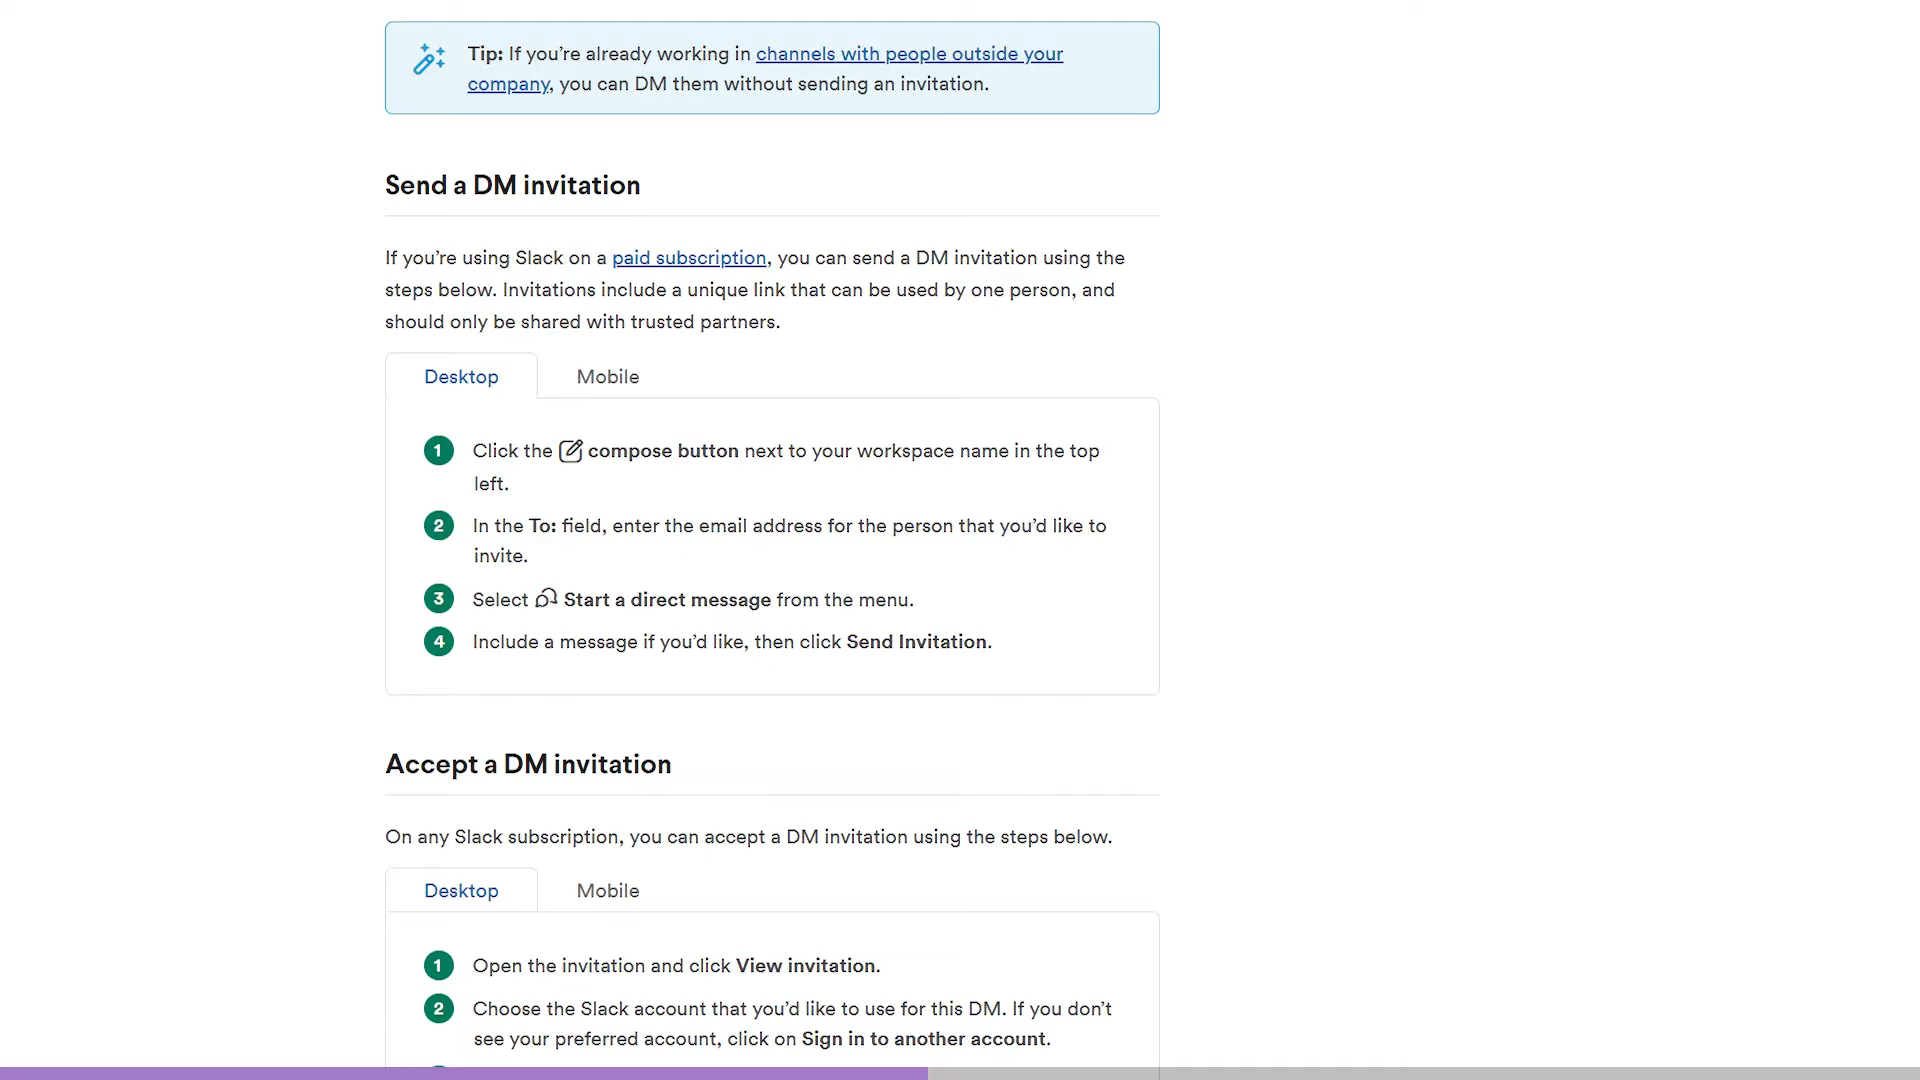 Tip: If you’re already working in channels with people outside your
company, you can DM them without sending an invitation.
Send a DM invitation
If you’re using Slack on a paid subscription, you can send a DM invitation using the
steps below. Invitations include a unique link that can be used by one person, and
should only be shared with trusted partners.
Desktop Mobile
1 Click the compose button next to your workspace name in the top
left.
2 In the To: field, enter the email address for the person that you’d like to
invite.
3 Select Start a direct message from the menu.
4 Include a message if you’d like, then click Send Invitation.
Accept a DM invitation
On any Slack subscription, you can accept a DM invitation using the steps below.
Desktop Mobile
1 Open the invitation and click View invitation.
2 Choose the Slack account that you’d like to use for this DM. If you don’t
see your preferred account, click on Sign in to another account.